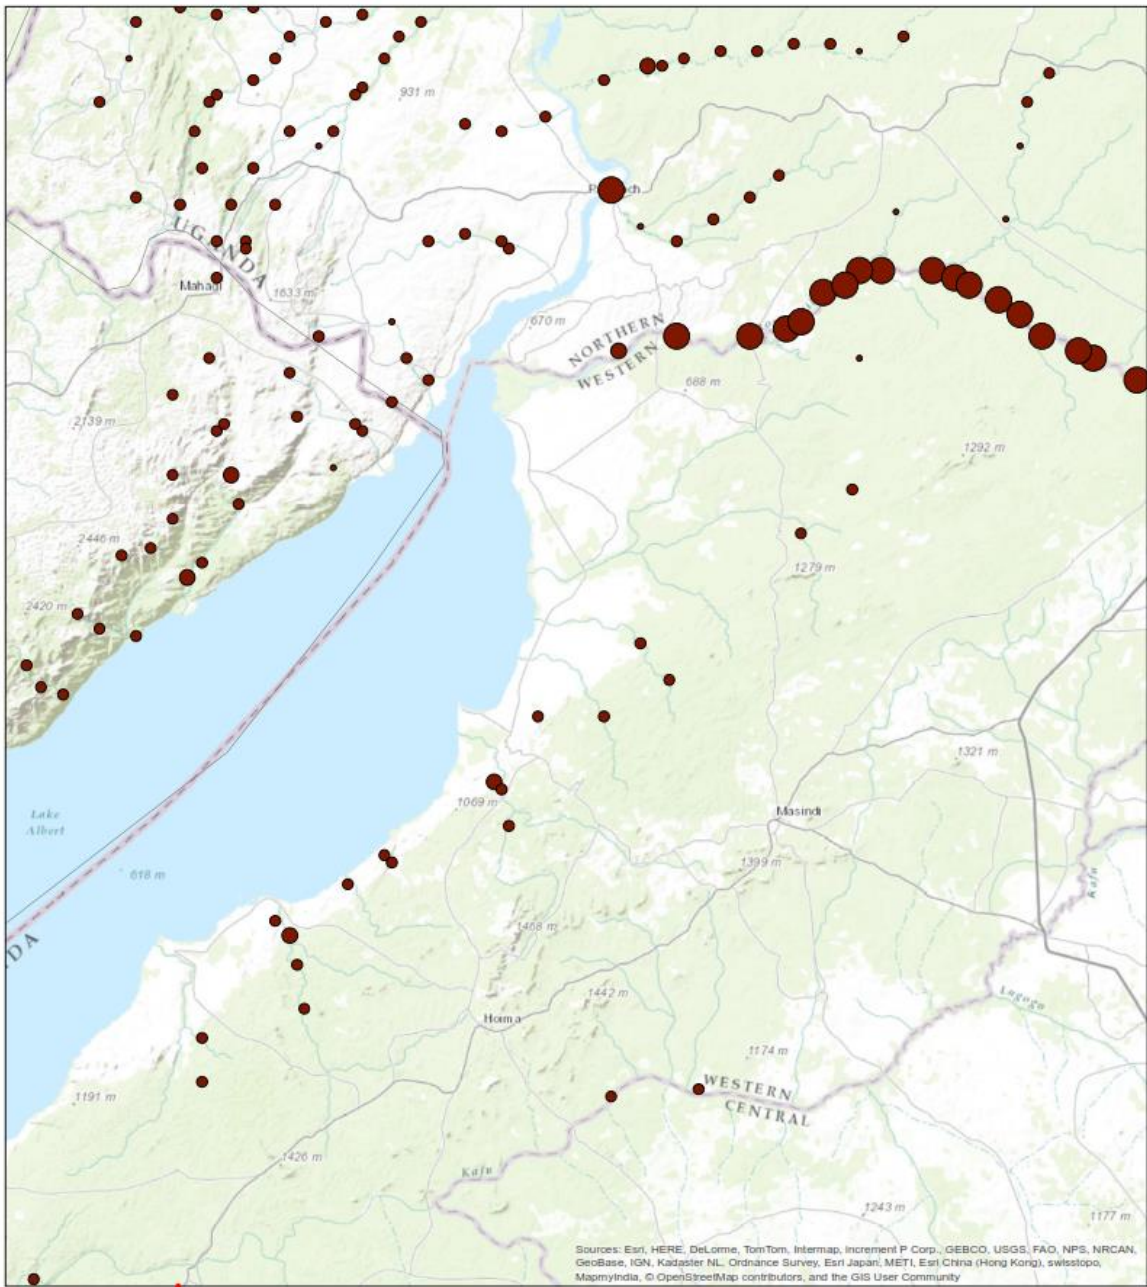 931 m
UGANDA
Mahagi
1633 m
670 m
NORTHERN
WESTERN
688 m
2139 m
1292 m
2446 m
1279 m
2420 m
1321 m
1069 m
Masindi
Lake
Albert
618 m
1399 m
Kafu
DA
1468 m
1442 m
Lugogo
Hoima
1174 m
WESTERN
CENTRAL
1191 m
1426 m
Kafu
1243 m
1177 m
Sources: Esri, HERE, DeLorme, TomTom, Intermap, increment P Corp., GEBCO, USGS, FAO, NPS, NRCAN,
GeoBase, IGN, Kadaster NL, Ordnance Survey, Esri Japan, METI, Esri China (Hong Kong), swisstopo,
MapmyIndia, © OpenStreetMap contributors, and the GIS User Community